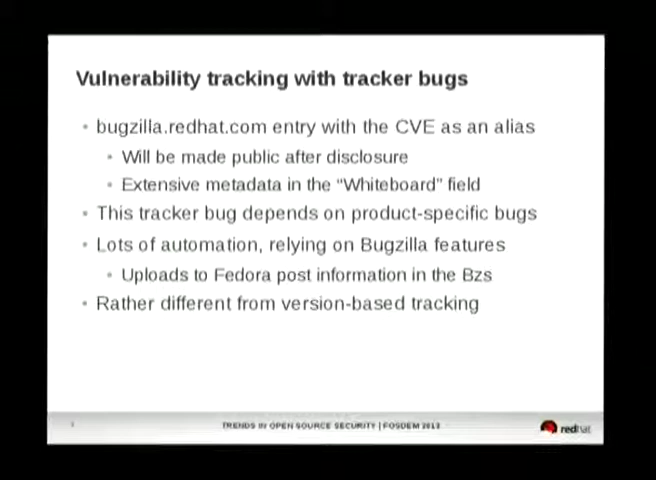 Vulnerability tracking with tracker bugs
bugzilla.redhat.com entry with the CVE as an alias
Will be made public after disclosure
Extensive metadata in the “Whiteboard” field
This tracker bug depends on product-specific bugs
Lots of automation, relying on Bugzilla features
Uploads to Fedora post information in the Bzs
Rather different from version-based tracking
TRENDS IN OPEN SOURCE SECURITY | FOSDEM 2013
redhat